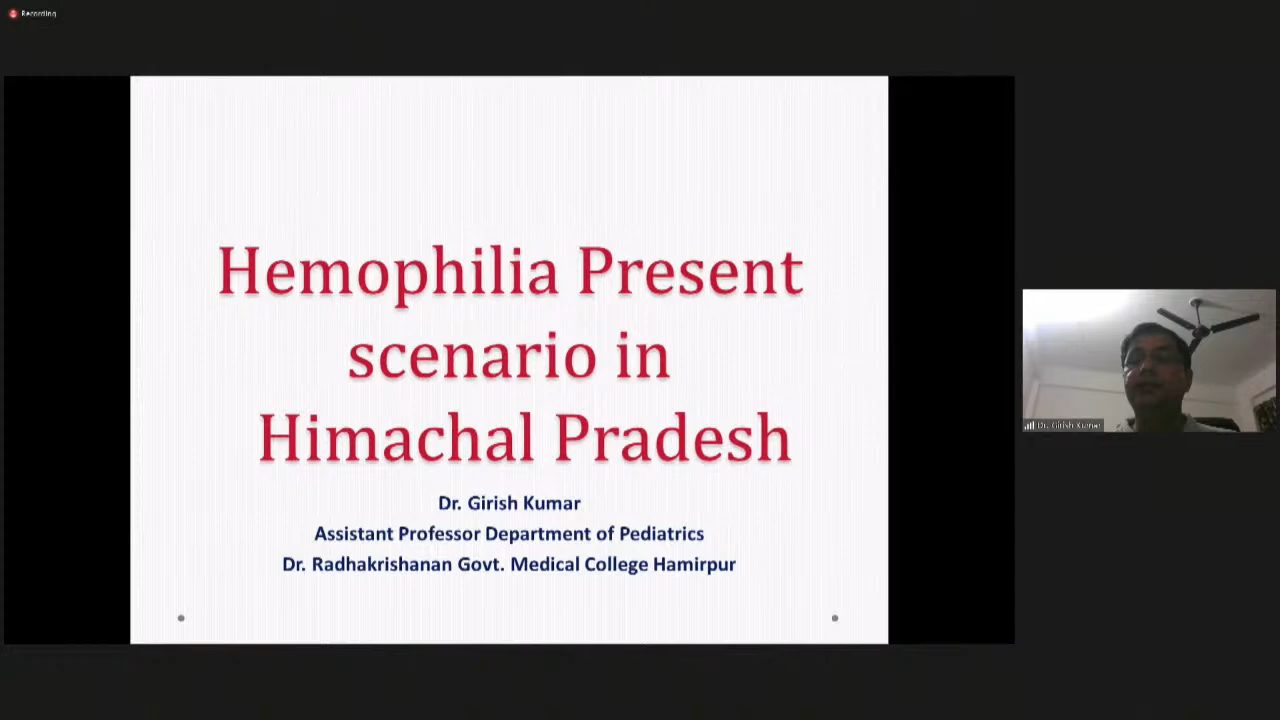 Recording
Hemophilia Present
scenario in
Himachal Pradesh
Dr. Girish Kumar
Assistant Professor Department of Pediatrics
Dr. Radhakrishanan Govt. Medical College Hamirpur
Dr. Girish Kumar